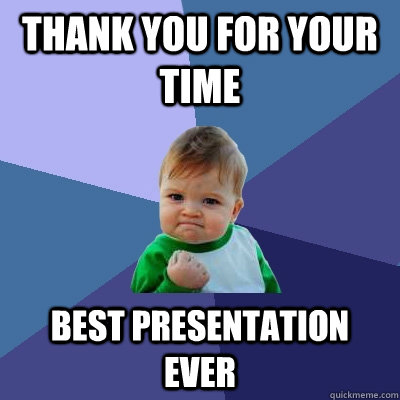 THANK YOU FOR YOUR
TIME
BEST PRESENTATION
EVER
quickmeme.com